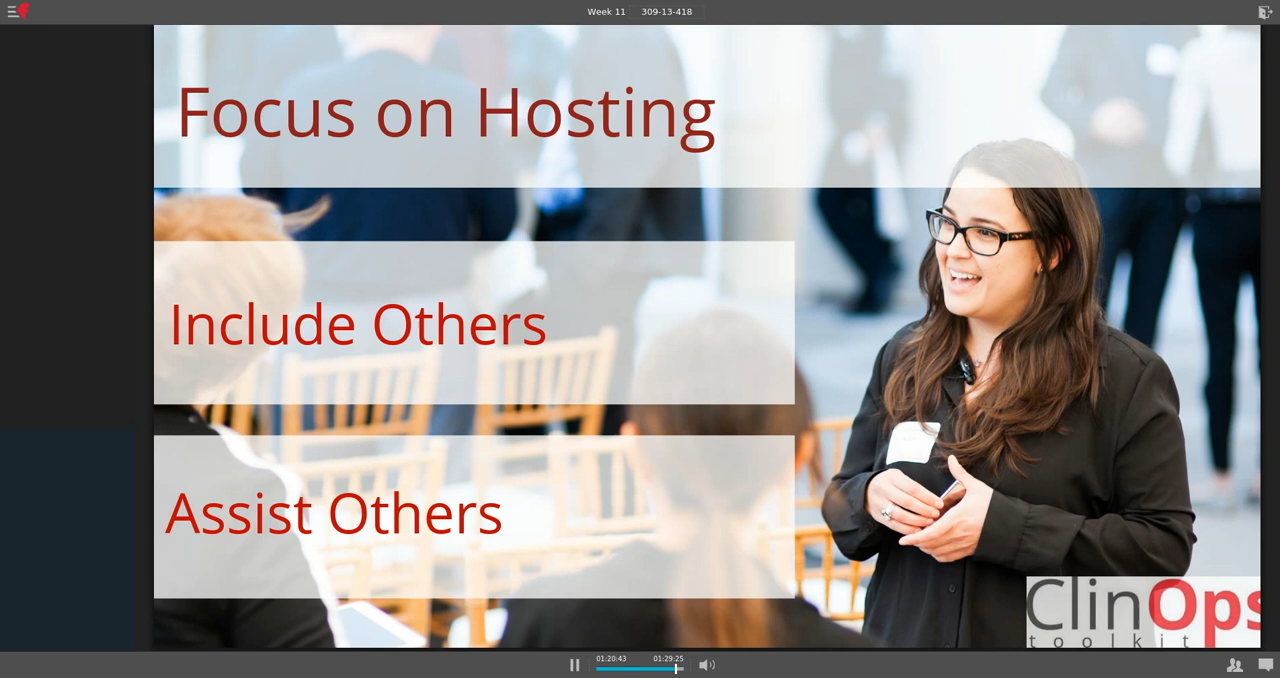 Week 11 309-13-418
Focus on Hosting
Include Others
Assist Others
ClinOps
toolkit
01:20:43 01:29:25